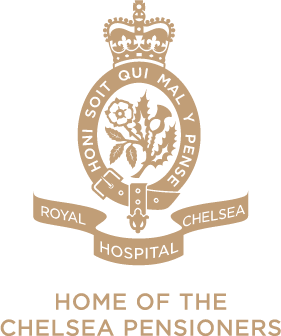 HONI SOIT QUI MAL Y PENSE
ROYAL
HOSPITAL
CHELSEA
HOME OF THE
CHELSEA PENSIONERS